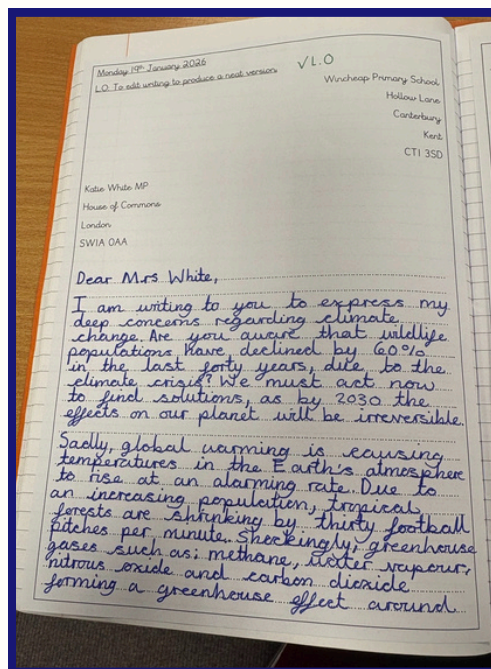 Monday 19th January 2026
L.O. To edit writing to produce a neat version.
VL.O
Wincheap Primary School
Hollow Lane
Canterbury
Kent
CT1 3SD
Katie White MP
House of Commons
London
SW1A 0AA
Dear Mrs White,
I am writing to you to express my
deep concerns regarding climate
change. Are you aware that wildlife
populations have declined by 60%
in the last forty years, due to the
climate crisis? We must act now
to find solutions, as by 2030 the
effects on our planet will be irreversible.
Sadly, global warming is causing
temperatures in the Earth's atmosphere
to rise at an alarming rate. Due to
an increasing population, tropical
forests are shrinking by thirty football
pitches per minute. Shockingly, greenhouse
gases such as: methane, water vapour,
nitrous oxide and carbon dioxide
forming a greenhouse effect around